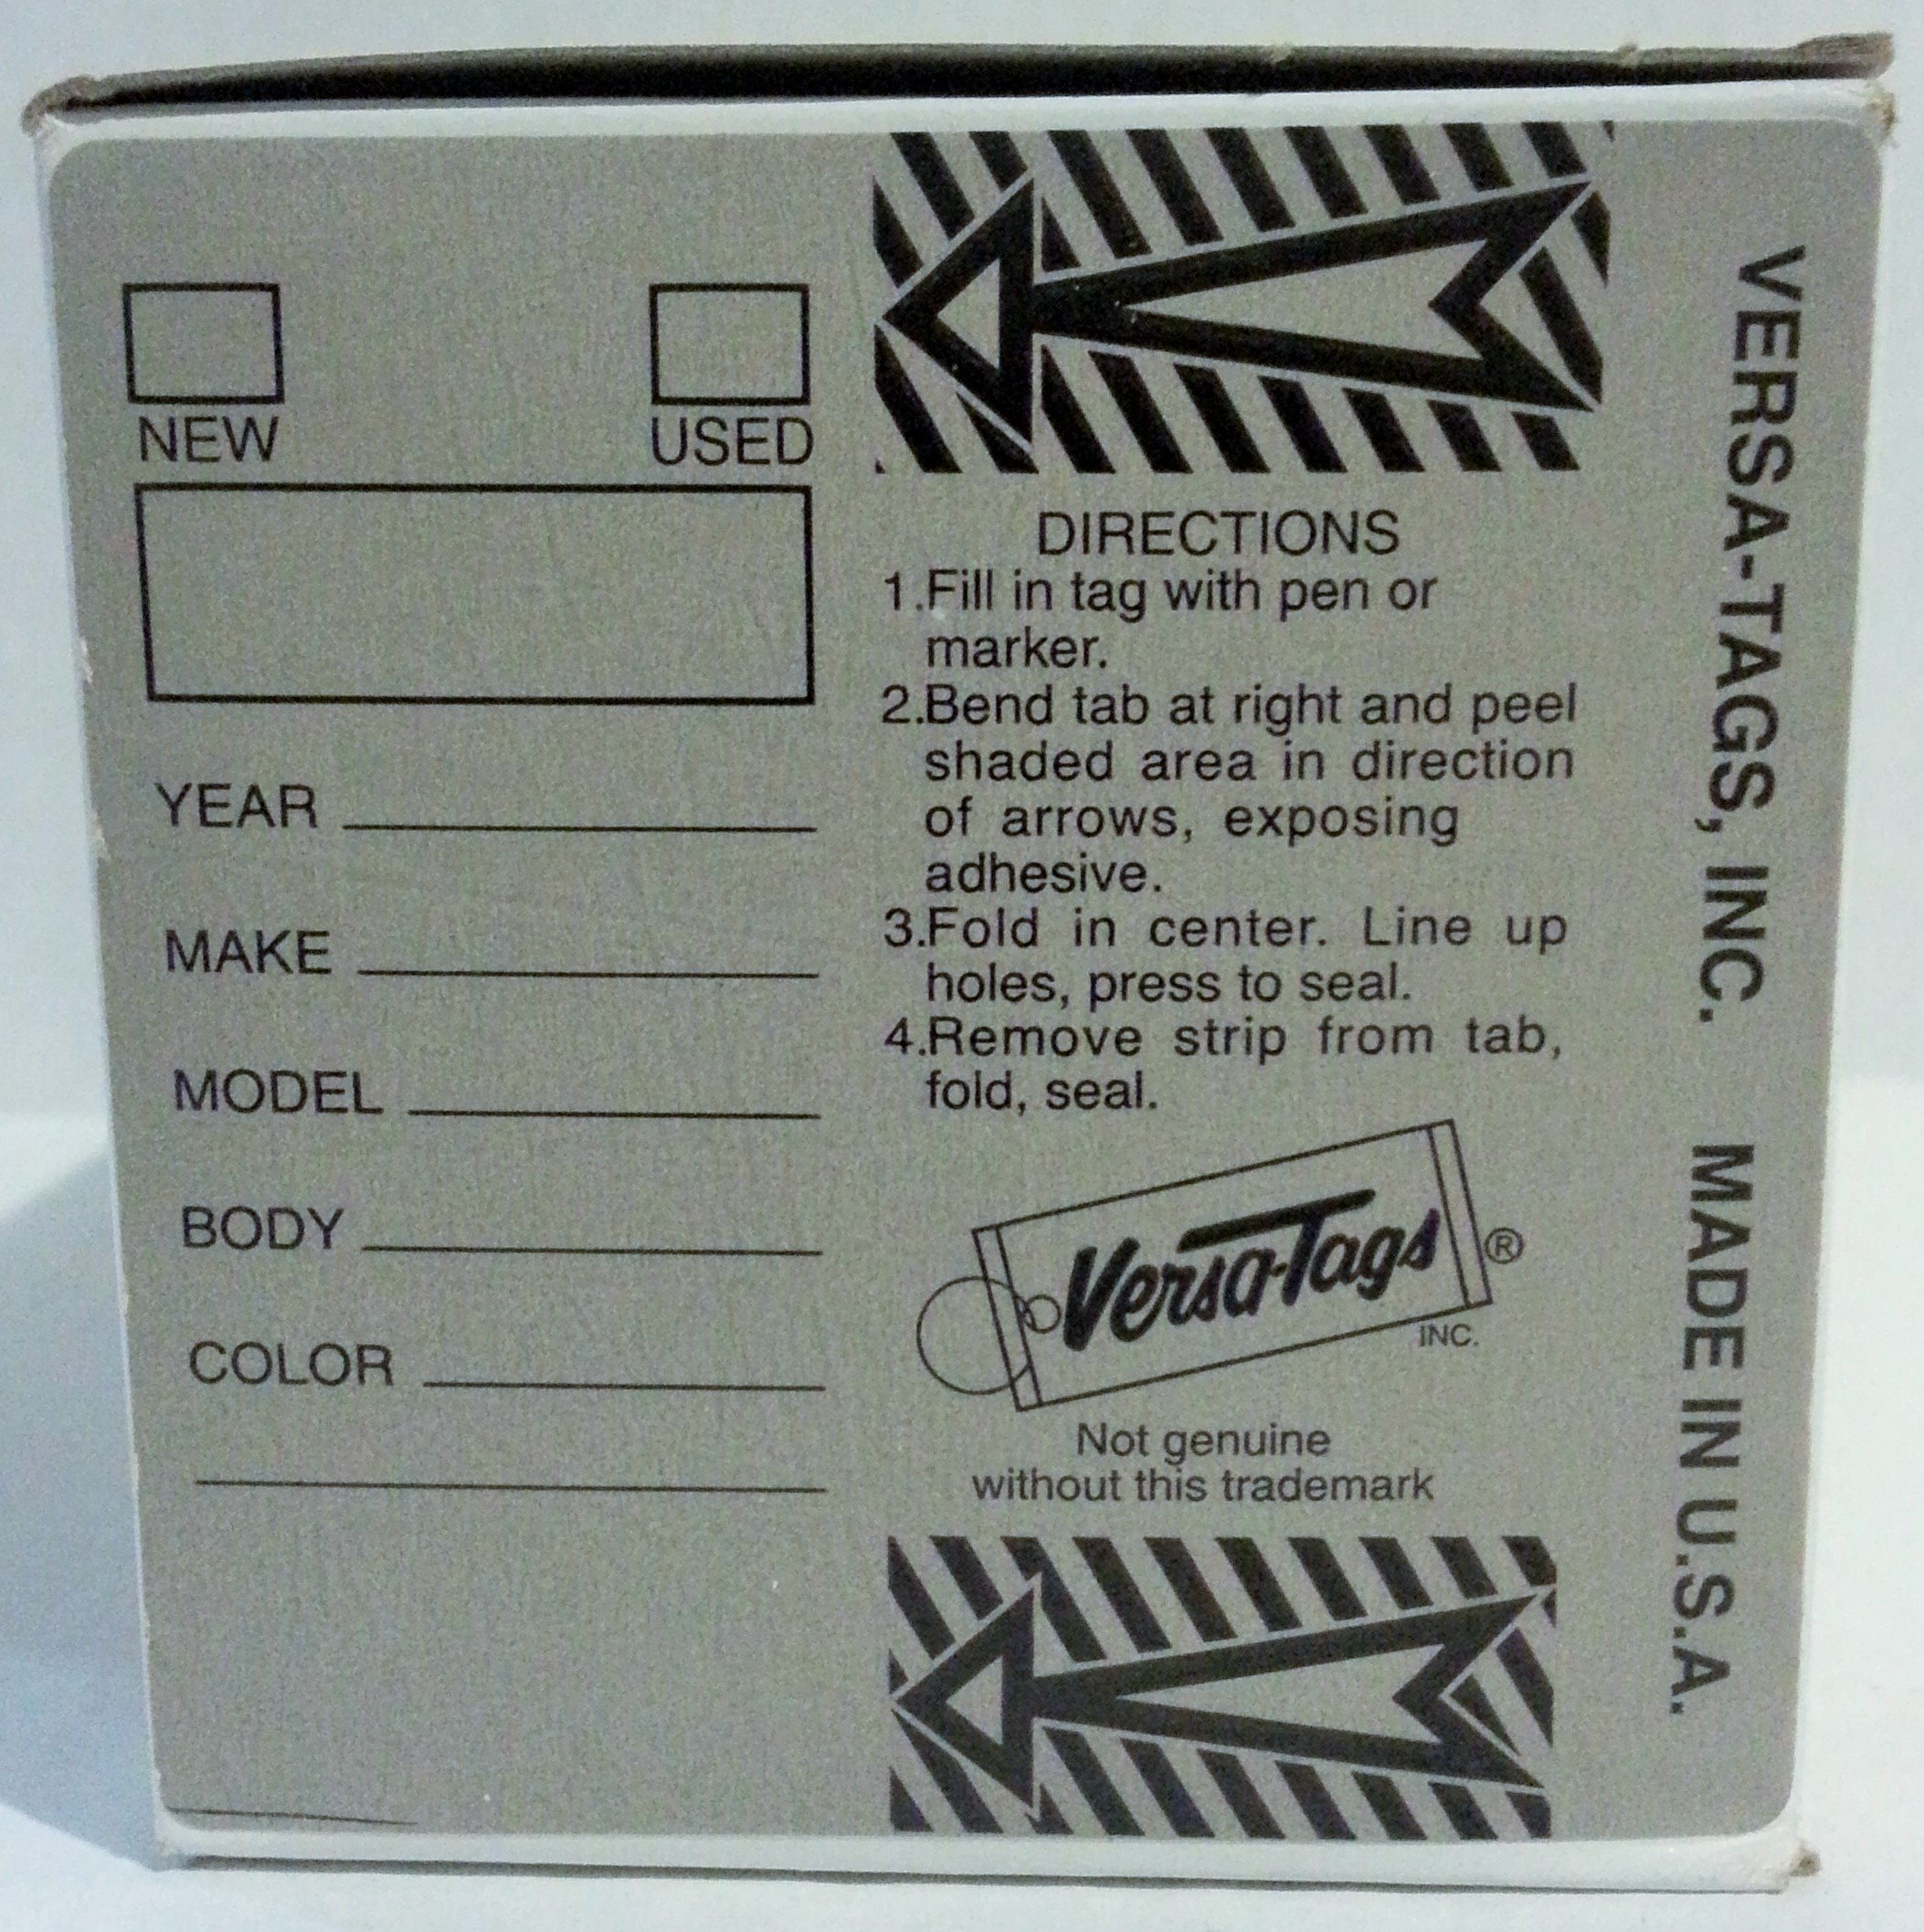 NEW
USED
YEAR
MAKE
MODEL
BODY
COLOR
DIRECTIONS
1.Fill in tag with pen or
marker.
2.Bend tab at right and peel
shaded area in direction
of arrows, exposing
adhesive.
3.Fold in center. Line up
holes, press to seal.
4.Remove strip from tab,
fold, seal.
Versa-Tags ®
INC.
Not genuine
without this trademark
VERSA-TAGS, INC. MADE IN U.S.A.